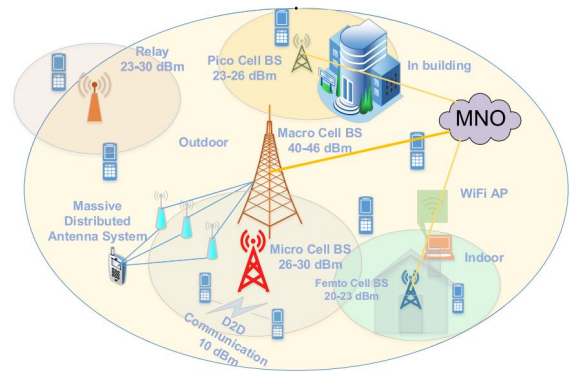 Relay
23-30 dBm
Pico Cell BS
23-26 dBm
In building
MNO
Outdoor
Macro Cell BS
40-46 dBm
WiFi AP
Massive
Distributed
Antenna System
Micro Cell BS
26-30 dBm
Indoor
Femto Cell BS
20-23 dBm
D2D
Communication
10 dBm